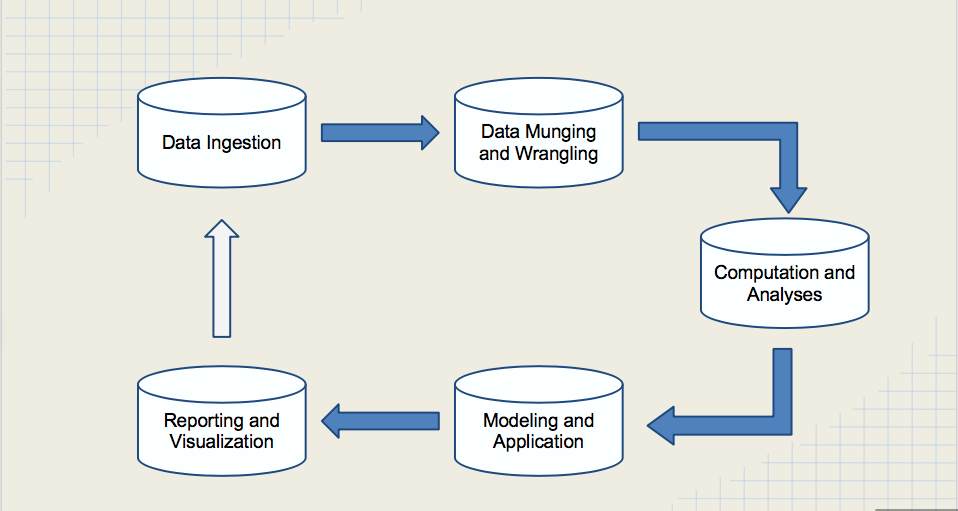 Data Ingestion
Data Munging
and Wrangling
Computation and
Analyses
Modeling and
Application
Reporting and
Visualization